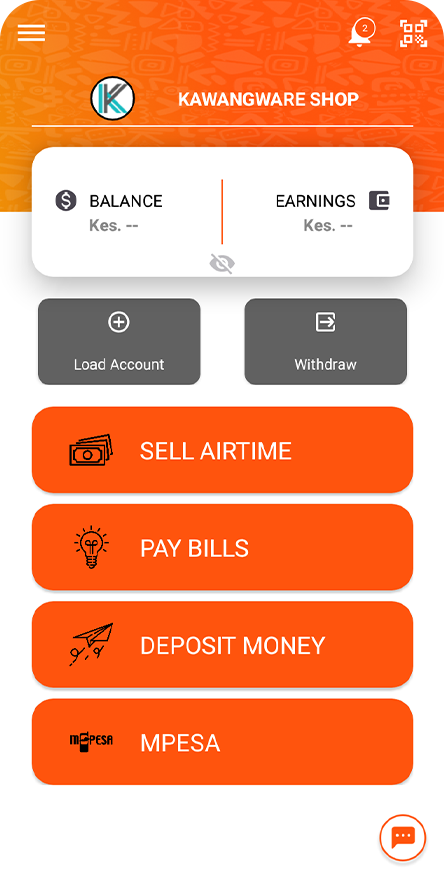 2
KAWANGWARE SHOP
BALANCE
EARNINGS
Kes. --
Kes. --
Load Account
Withdraw
SELL AIRTIME
PAY BILLS
DEPOSIT MONEY
MPESA
MPESA